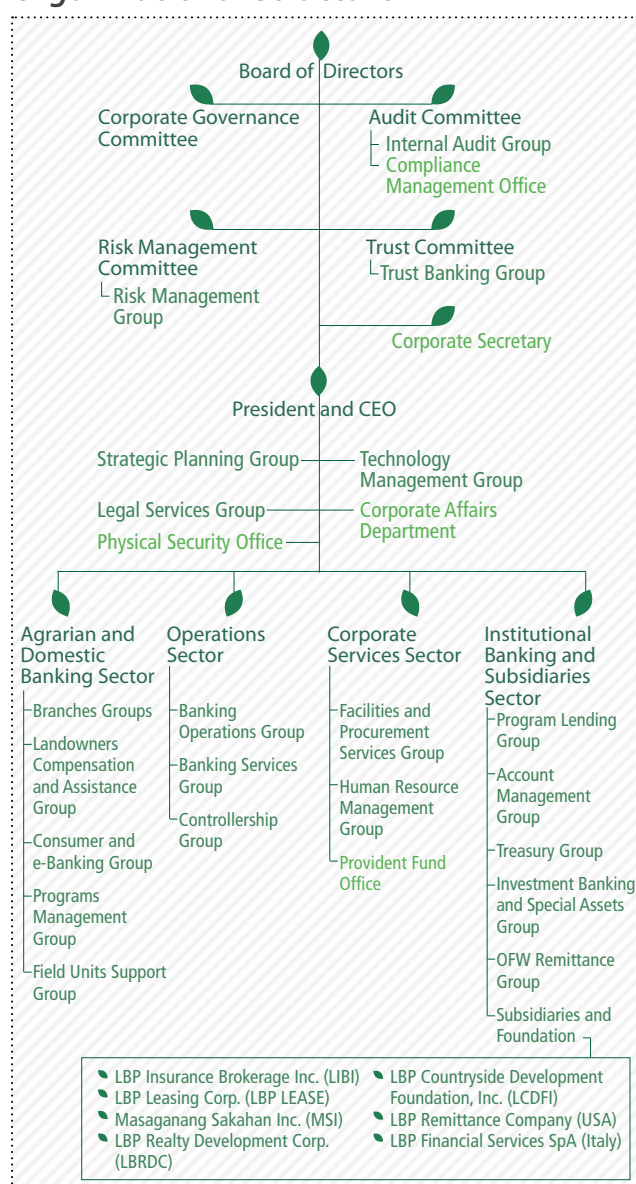 Board of Directors
Corporate Governance
Committee
Audit Committee
Internal Audit Group
Compliance
Management Office
Risk Management
Committee
Risk Management
Group
Trust Committee
Trust Banking Group
Corporate Secretary
President and CEO
Strategic Planning Group
Technology
Management Group
Legal Services Group
Corporate Affairs
Department
Physical Security Office
Agrarian and
Domestic
Banking Sector
Branches Groups
Landowners
Compensation
and Assistance
Group
Consumer and
e-Banking Group
Programs
Management
Group
Field Units Support
Group
Operations
Sector
Banking
Operations Group
Banking Services
Group
Controllership
Group
Corporate
Services Sector
Facilities and
Procurement
Services Group
Human Resource
Management
Group
Provident Fund
Office
Institutional
Banking and
Subsidiaries
Sector
Program Lending
Group
Account
Management
Group
Treasury Group
Investment Banking
and Special Assets
Group
OFW Remittance
Group
Subsidiaries and
Foundation
LBP Insurance Brokerage Inc. (LIBI)
LBP Leasing Corp. (LBP LEASE)
Masaganang Sakahan Inc. (MSI)
LBP Realty Development Corp.
(LBRDC)
LBP Countryside Development
Foundation, Inc. (LCDFI)
LBP Remittance Company (USA)
LBP Financial Services SpA (Italy)